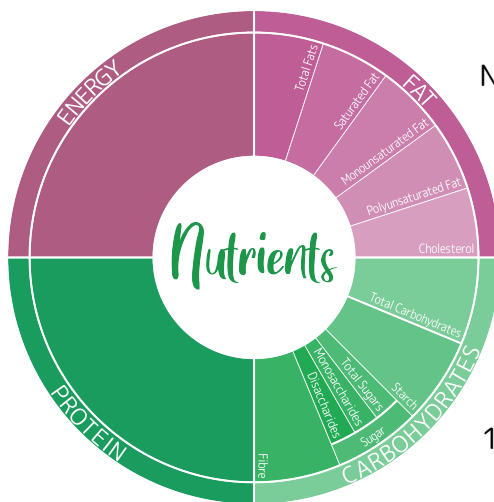 ENERGY
FAT
Total Fats
Saturated Fat
Monounsaturated Fat
Polyunsaturated Fat
Cholesterol
Nutrients
Total Carbohydrates
Starch
Total Sugars
Monosaccharides
Disaccharides
Sugar
Fibre
CARBOHYDRATES
PROTEIN
N
1